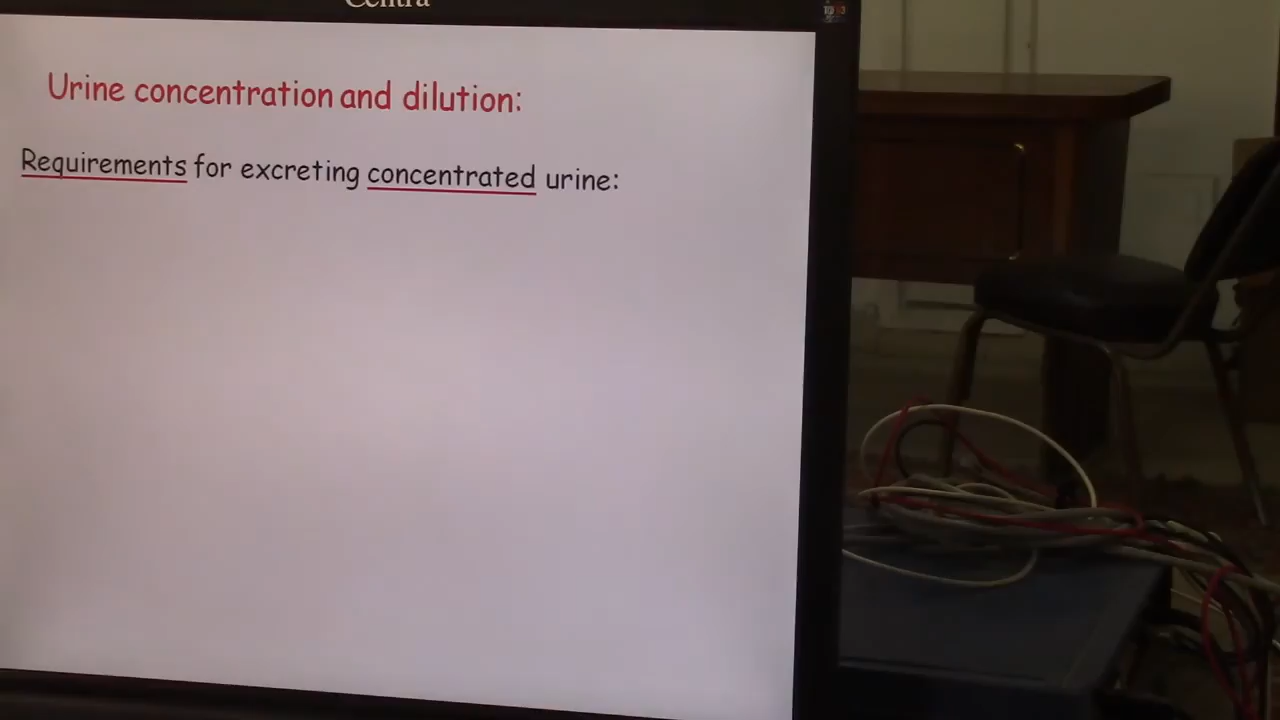 Urine concentration and dilution:
Requirements for excreting concentrated urine: